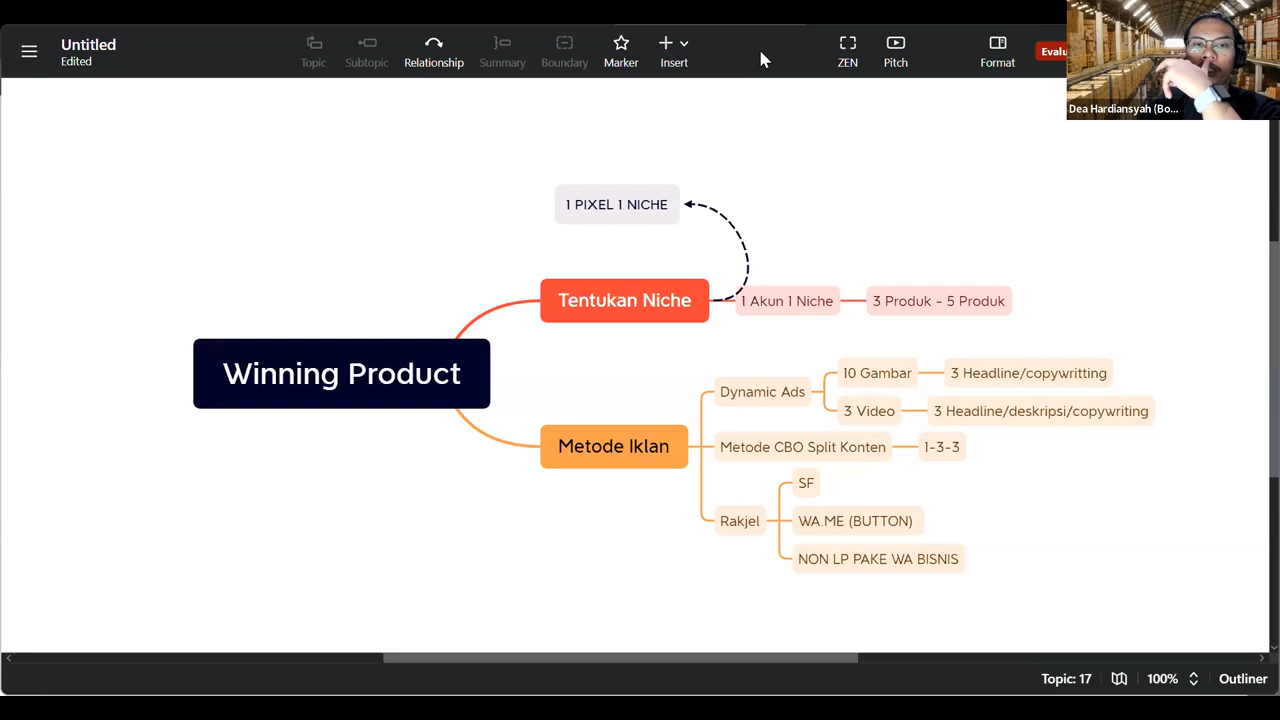 Untitled
Edited
Topic
Subtopic
Relationship
Summary
Boundary
Marker
Insert
ZEN
Pitch
Format
Evalu
Dea Hardiansyah (Bo...
1 PIXEL 1 NICHE
Tentukan Niche
1 Akun 1 Niche
3 Produk - 5 Produk
Winning Product
Metode Iklan
Dynamic Ads
10 Gambar
3 Headline/copywritting
3 Video
3 Headline/deskripsi/copywriting
Metode CBO Split Konten
1-3-3
Rakjel
SF
WA.ME (BUTTON)
NON LP PAKE WA BISNIS
Topic: 17
100%
Outliner